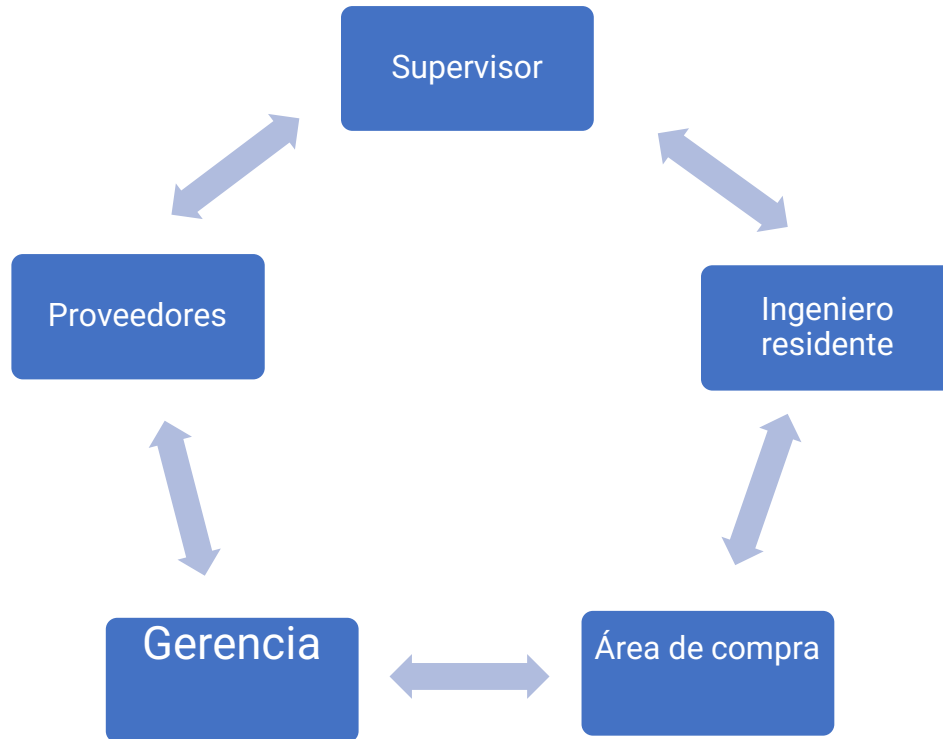 Supervisor
Proveedores
Ingeniero
residente
Gerencia
Área de compra